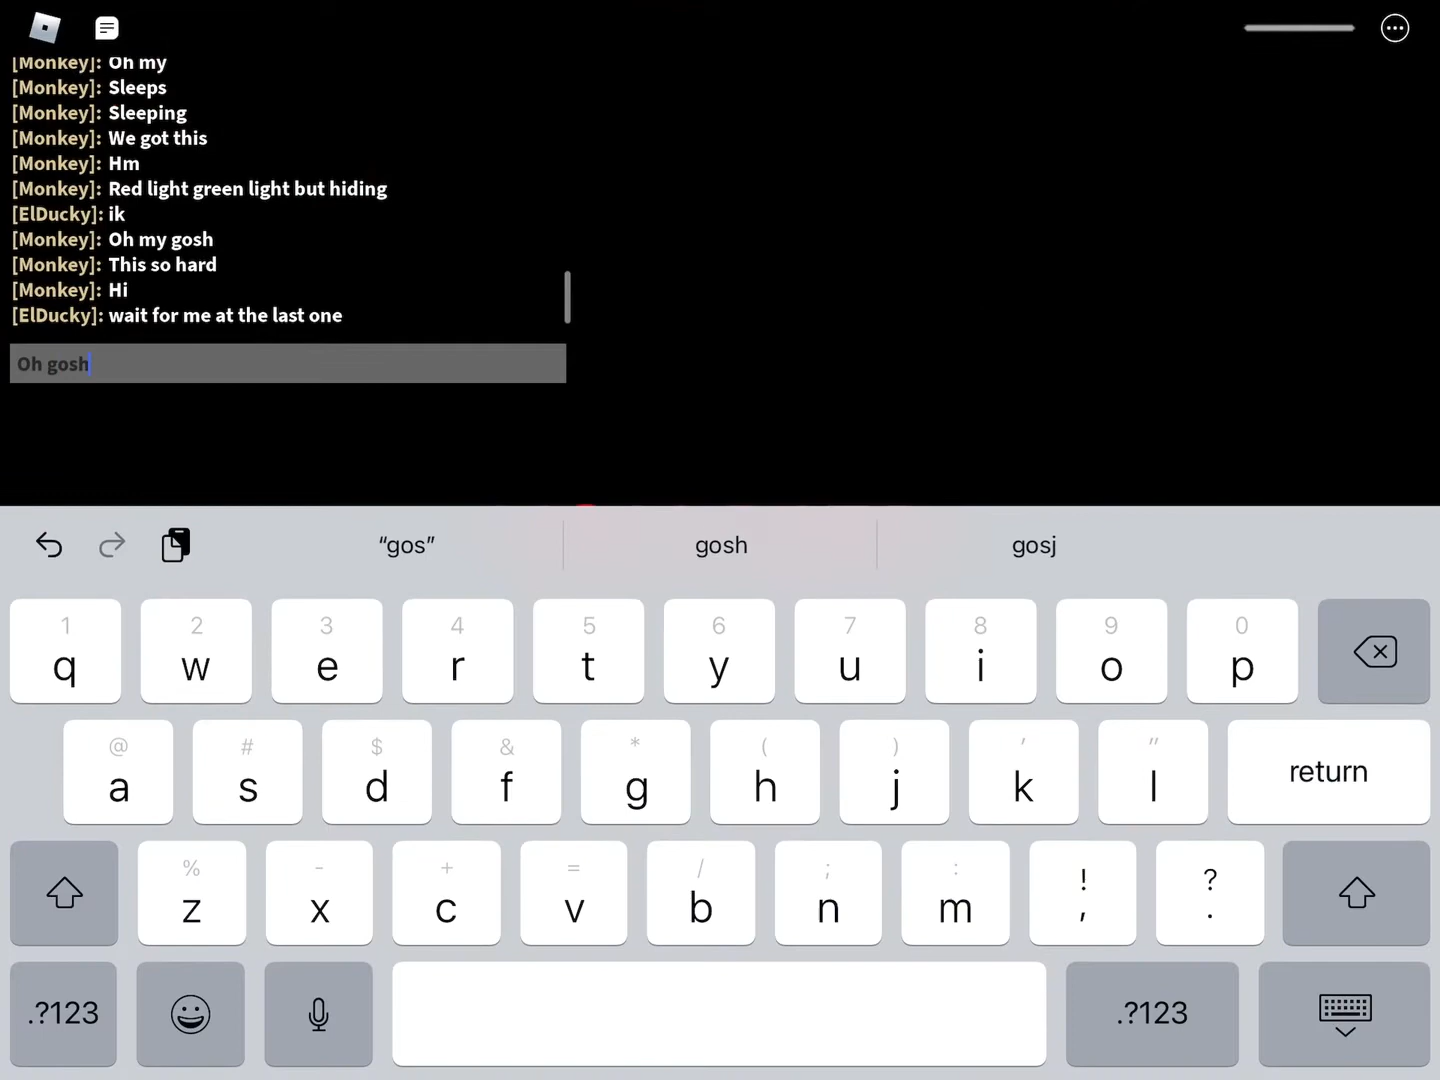 [Monkey]: Oh my
[Monkey]: Sleeps
[Monkey]: Sleeping
[Monkey]: We got this
[Monkey]: Hm
[Monkey]: Red light green light but hiding
[ElDucky]: ik
[Monkey]: Oh my gosh
[Monkey]: This so hard
[Monkey]: Hi
[ElDucky]: wait for me at the last one
Oh gosh
“gos” gosh gosj
1 2 3 4 5 6 7 8 9 0
q w e r t y u i o p
@ # $ & * ( ) ' "
a s d f g h j k l return
% - + = / ; : ! ?
z x c v b n m , .
.?123 .?123